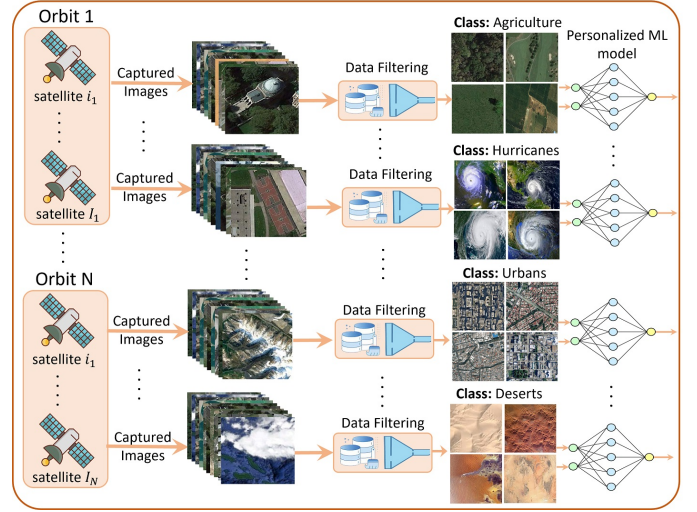 Orbit 1
satellite i₁
Captured
Images
Data Filtering
Class: Agriculture
Personalized ML
model
satellite I₁
Captured
Images
Data Filtering
Class: Hurricanes
Orbit N
satellite i₁
Captured
Images
Data Filtering
Class: Urbans
satellite I_N
Captured
Images
Data Filtering
Class: Deserts